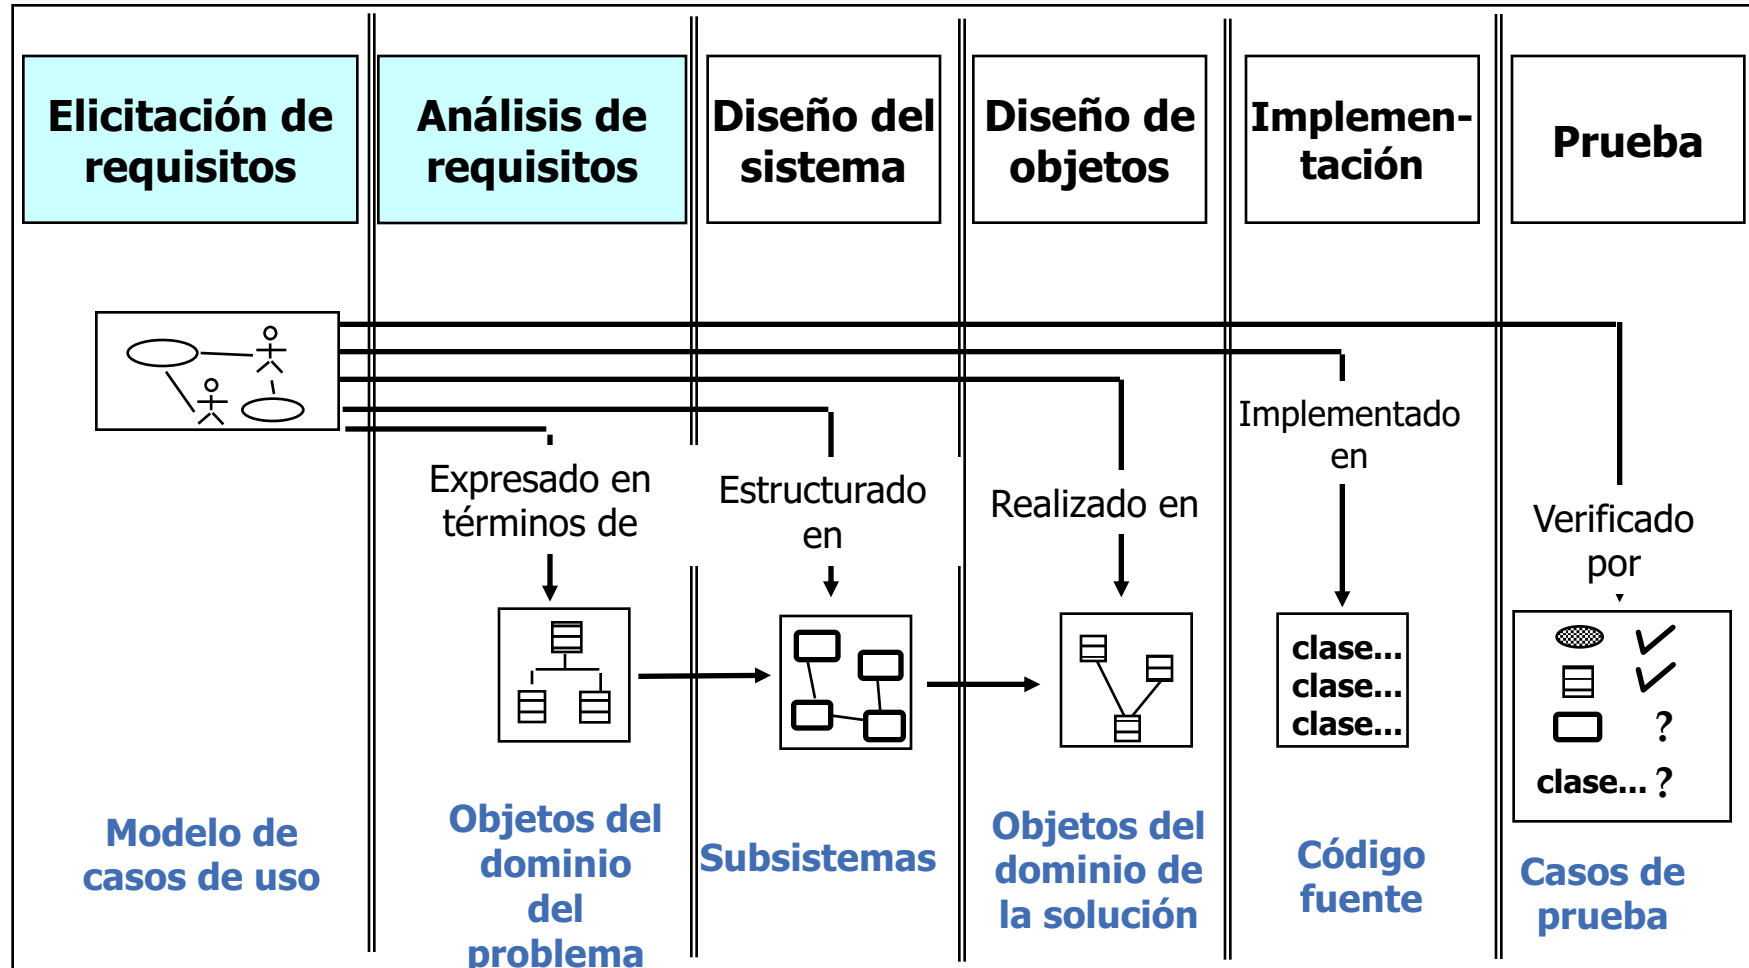 Elicitación de
requisitos
Análisis de
requisitos
Diseño del
sistema
Diseño de
objetos
Implemen-
tación
Prueba
Expresado en
términos de
Estructurado
en
Realizado en
Implementado
en
Verificado
por
clase...
clase...
clase...
?
clase... ?
Modelo de
casos de uso
Objetos del
dominio
del
problema
Subsistemas
Objetos del
dominio de
la solución
Código
fuente
Casos de
prueba